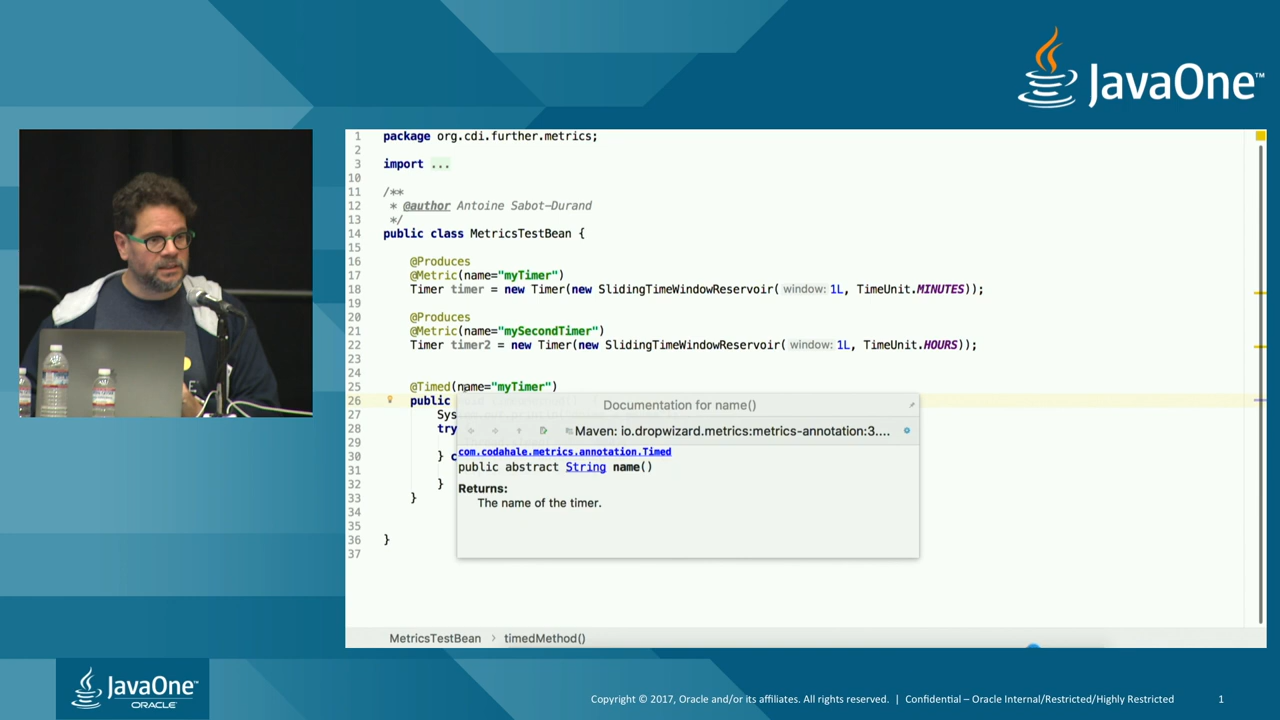 JavaOne™
1 package org.cdi.further.metrics;
2
3 import ...
10
11 /**
12 * @author Antoine Sabot-Durand
13 */
14 public class MetricsTestBean {
15
16 @Produces
17 @Metric(name="myTimer")
18 Timer timer = new Timer(new SlidingTimeWindowReservoir( window: 1L, TimeUnit.MINUTES));
19
20 @Produces
21 @Metric(name="mySecondTimer")
22 Timer timer2 = new Timer(new SlidingTimeWindowReservoir( window: 1L, TimeUnit.HOURS));
23
24
25 @Timed(name="myTimer")
26 public
Documentation for name()
27 Sys
28 try
Maven: io.dropwizard.metrics:metrics-annotation:3....
29
30 } c
com.codahale.metrics.annotation.Timed
31
public abstract String name()
32 }
Returns:
33 }
The name of the timer.
34
35
36 }
37
MetricsTestBean > timedMethod()
JavaOne™
ORACLE
Copyright © 2017, Oracle and/or its affiliates. All rights reserved. | Confidential – Oracle Internal/Restricted/Highly Restricted 1